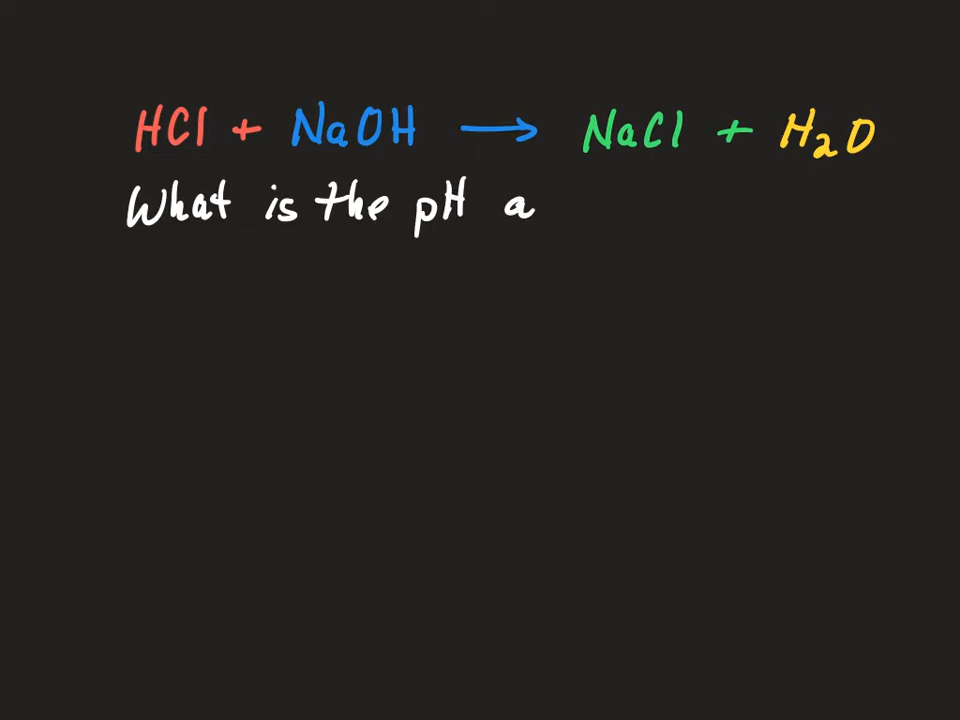 HCl + NaOH → NaCl + H₂O
What is the pH a